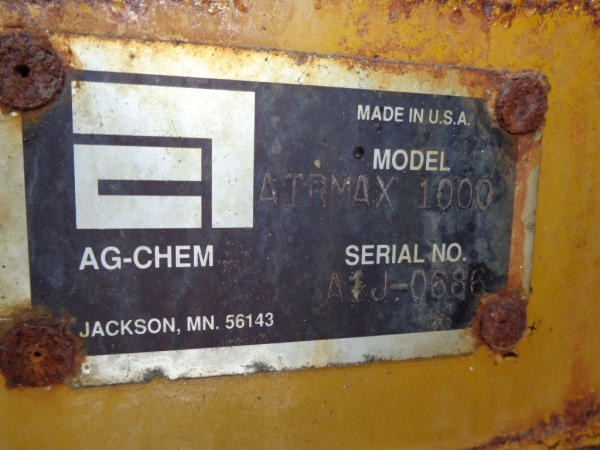 MADE IN U.S.A.
MODEL
AIRMAX 1000
AG-CHEM
SERIAL NO.
JACKSON, MN. 56143